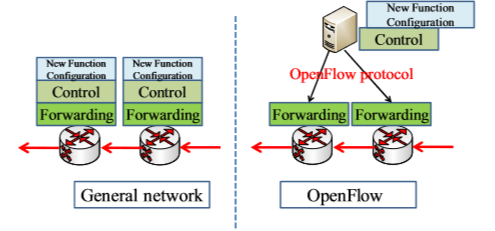 New Function
Configuration
Control
Forwarding
New Function
Configuration
Control
Forwarding
General network
New Function
Configuration
Control
OpenFlow protocol
Forwarding
Forwarding
OpenFlow